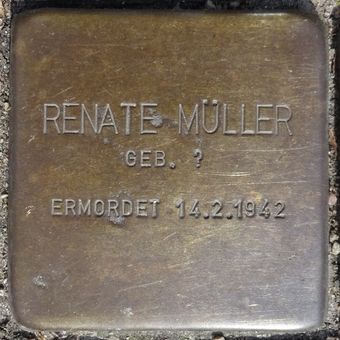 RENATE MÜLLER
GEB. ?
ERMORDET 14.2.1942